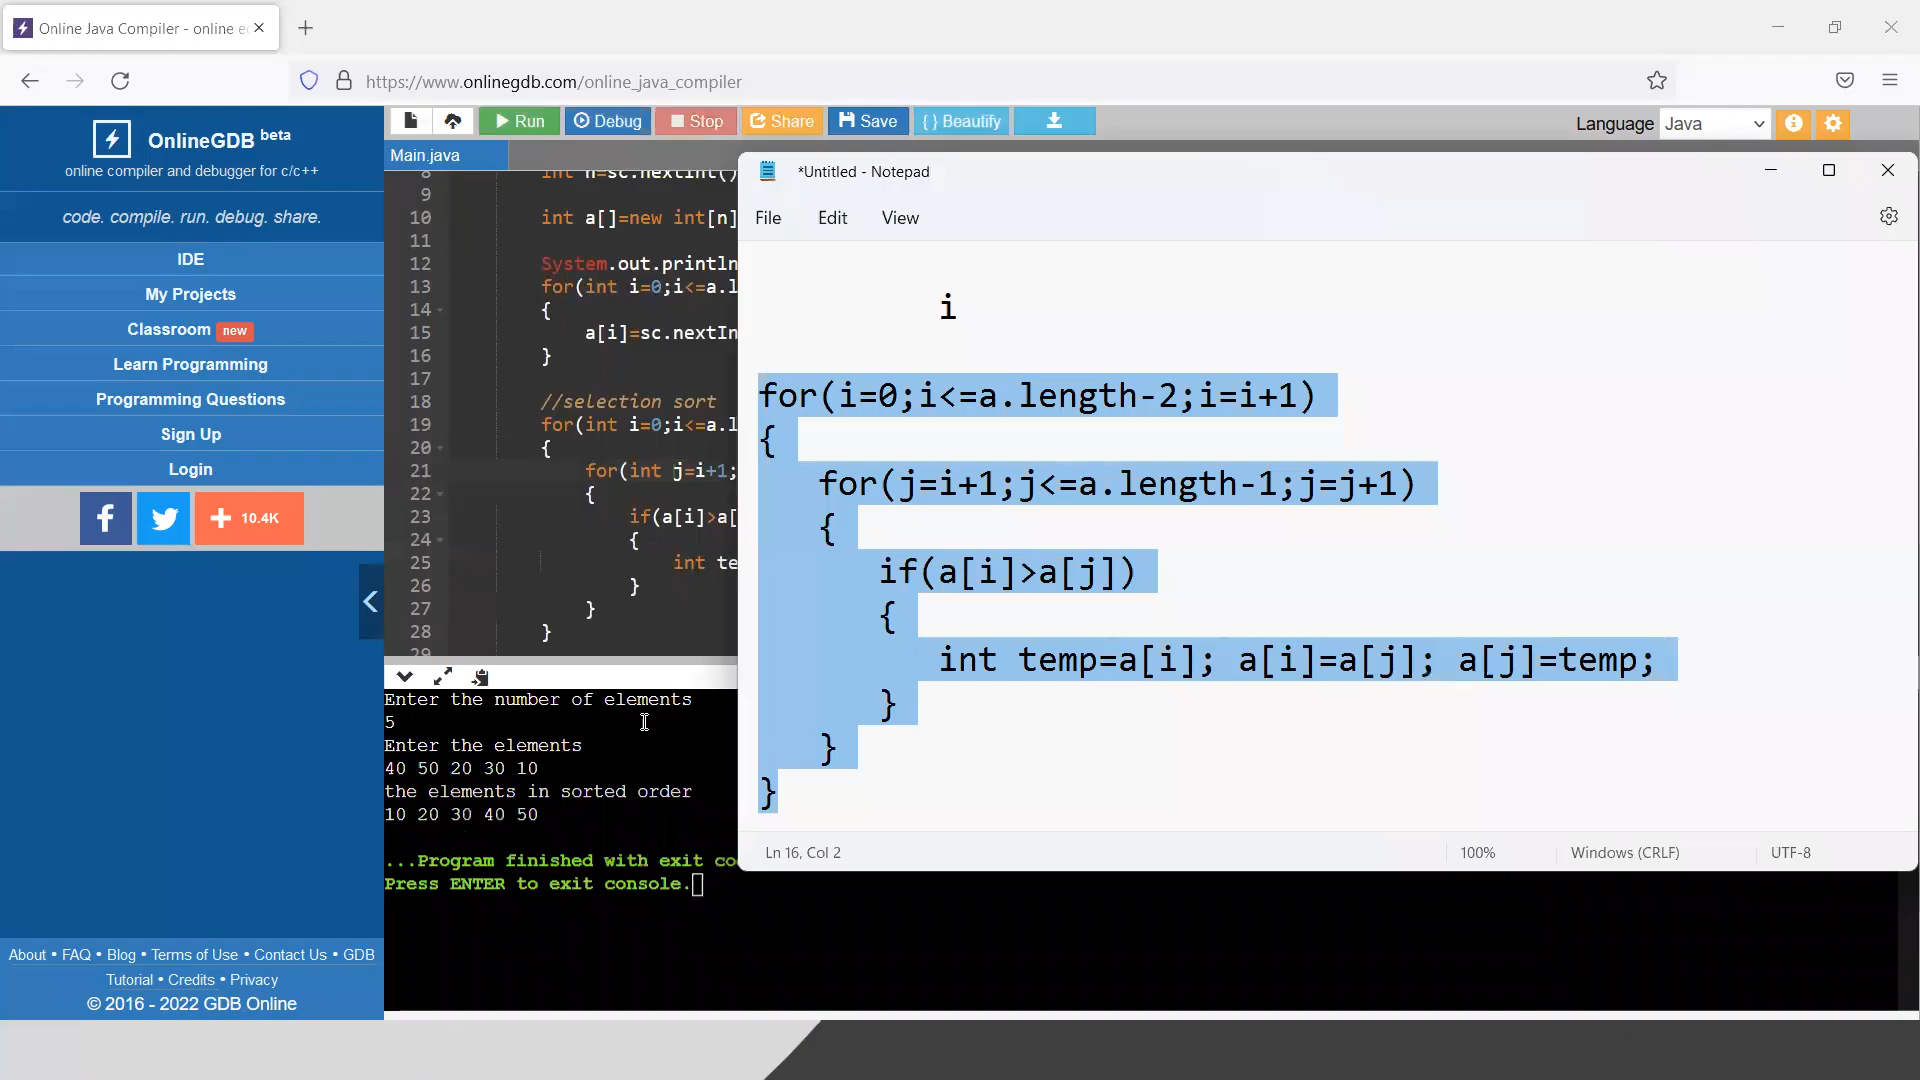 Online Java Compiler - online e
https://www.onlinegdb.com/online_java_compiler
OnlineGDB beta
online compiler and debugger for c/c++
code. compile. run. debug. share.
IDE
My Projects
Classroom new
Learn Programming
Programming Questions
Sign Up
Login
f
+ 10.4K
About • FAQ • Blog • Terms of Use • Contact Us • GDB
Tutorial • Credits • Privacy
© 2016 - 2022 GDB Online
Run
Debug
Stop
Share
Save
{ } Beautify
Language Java
Main.java
8 int n=sc.nextInt()
9
10 int a[]=new int[n]
11
12 System.out.println
13 for(int i=0;i<=a.l
14 {
15 a[i]=sc.nextIn
16 }
17
18 //selection sort
19 for(int i=0;i<=a.l
20 {
21 for(int j=i+1;
22 {
23 if(a[i]>a[
24 {
25 int te
26 }
27 }
28 }
29
Enter the number of elements
5
Enter the elements
40 50 20 30 10
the elements in sorted order
10 20 30 40 50
...Program finished with exit co
Press ENTER to exit console.
*Untitled - Notepad
File Edit View
i
for(i=0;i<=a.length-2;i=i+1)
{
for(j=i+1;j<=a.length-1;j=j+1)
{
if(a[i]>a[j])
{
int temp=a[i]; a[i]=a[j]; a[j]=temp;
}
}
}
Ln 16, Col 2
100%
Windows (CRLF)
UTF-8